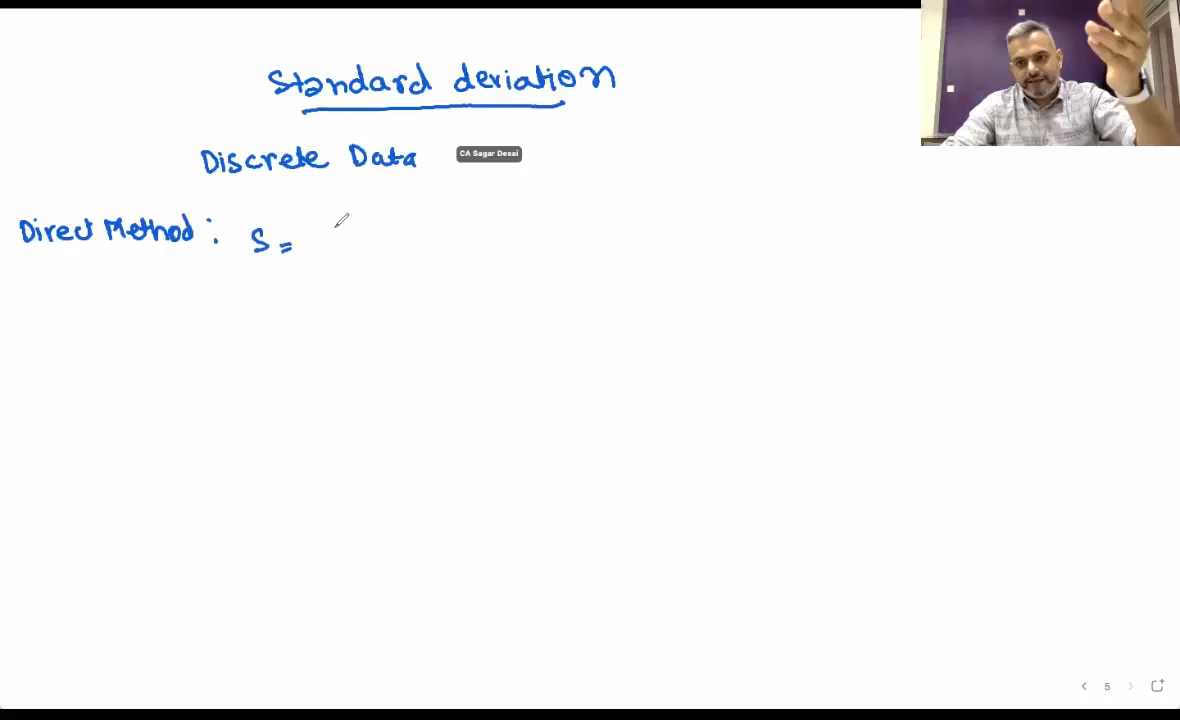 Standard deviation
Discrete Data
CA Sagar Desai
Direct Method : S =
5